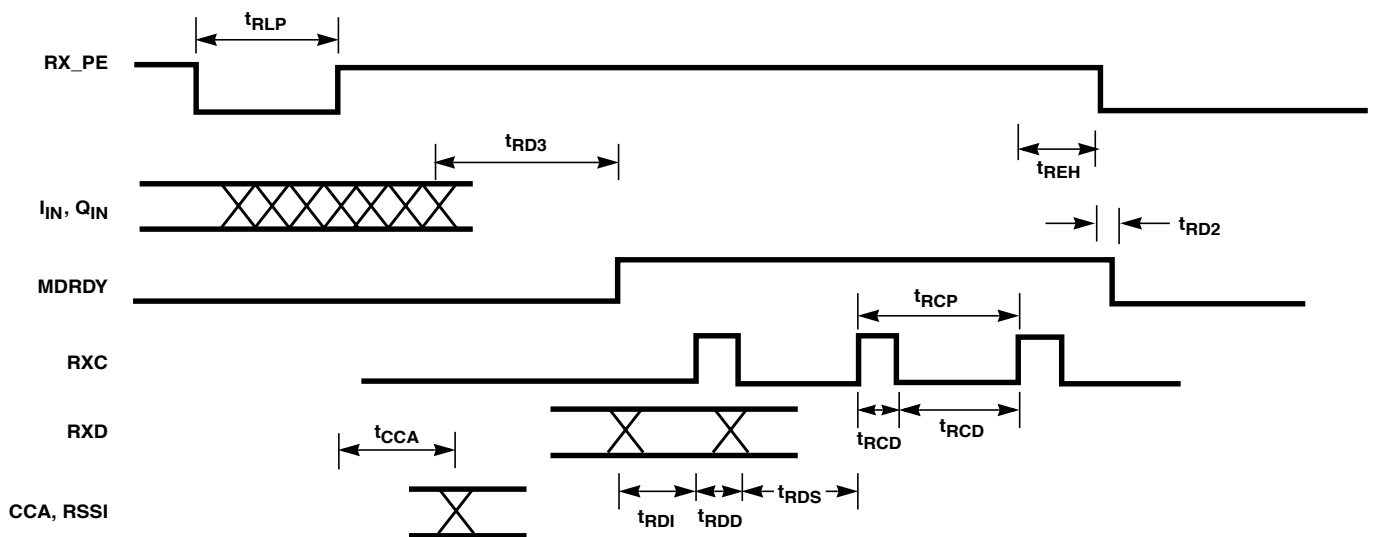 tRLP
RX_PE
tRD3
tREH
IIN, QIN
tRD2
MDRDY
tRCP
RXC
RXD
tRCD
tRCD
tCCA
tRDS
CCA, RSSI
tRDI
tRDD